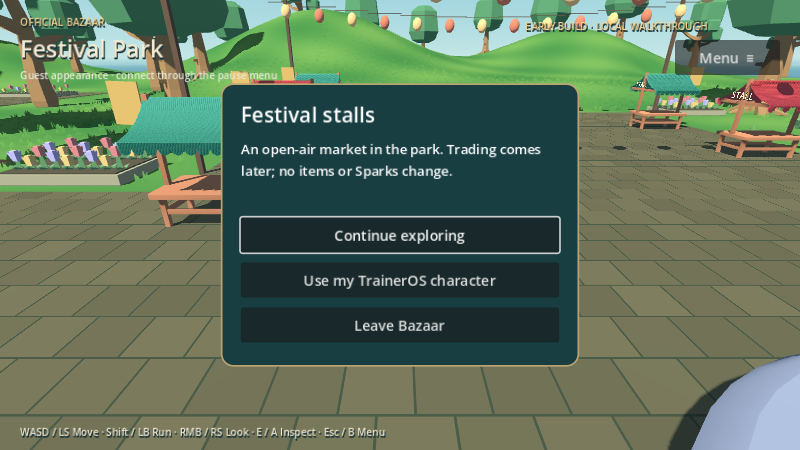 OFFICIAL BAZAAR
EARLY BUILD · LOCAL WALKTHROUGH
Festival Park
Menu ≡
Guest appearance · connect through the pause menu
STALL
Festival stalls
An open-air market in the park. Trading comes
later; no items or Sparks change.
Continue exploring
Use my TrainerOS character
Leave Bazaar
WASD / LS Move · Shift / LB Run · RMB / RS Look · E / A Inspect · Esc / B Menu